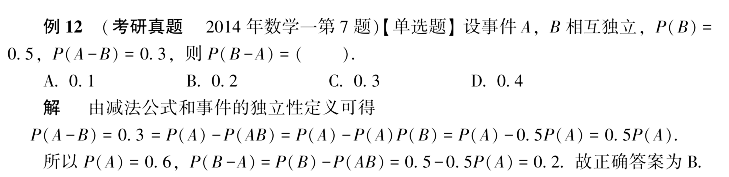 例 12 (考研真题 2014 年数学一第 7 题)【单选题】 设事件 A, B 相互独立, P(B)=
0.5, P(A-B)=0.3, 则 P(B-A)=( ).
A. 0.1 B. 0.2 C. 0.3 D. 0.4
解 由减法公式和事件的独立性定义可得
P(A-B)=0.3=P(A)-P(AB)=P(A)-P(A)P(B)=P(A)-0.5P(A)=0.5P(A).
所以 P(A)=0.6, P(B-A)=P(B)-P(AB)=0.5-0.5P(A)=0.2. 故正确答案为 B.